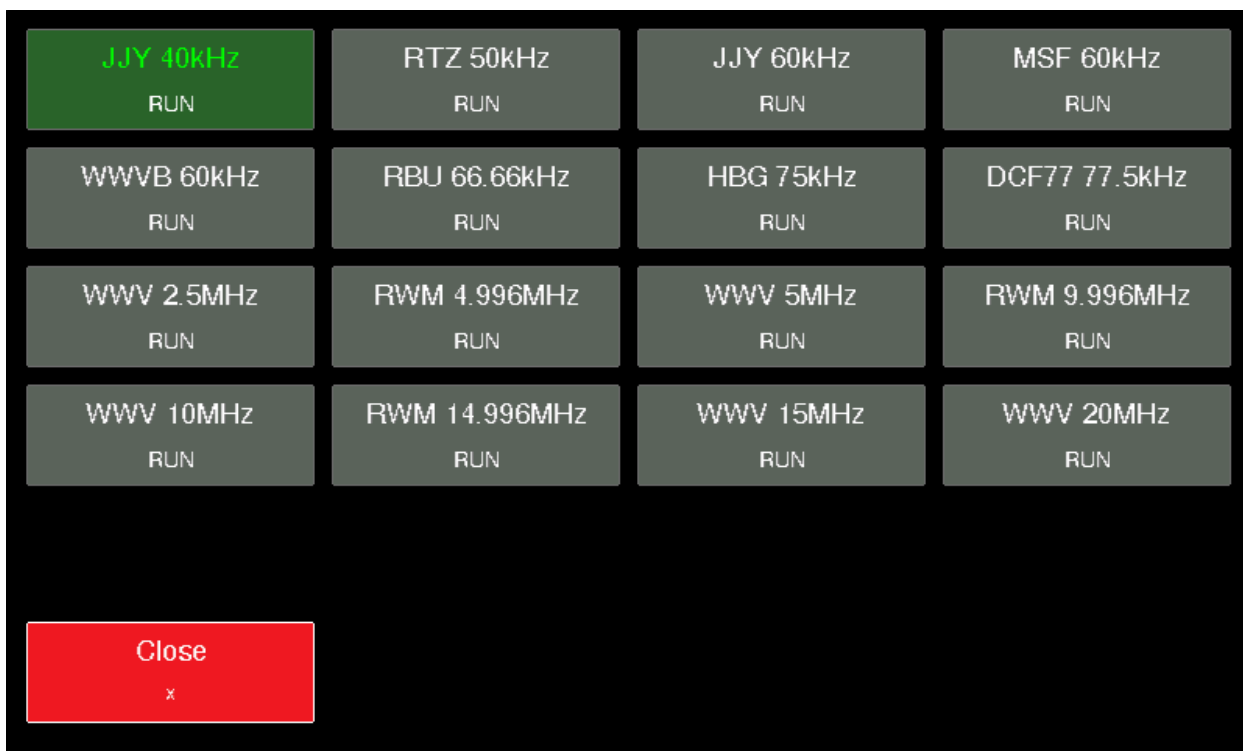 JJY 40kHz
RUN
RTZ 50kHz
RUN
JJY 60kHz
RUN
MSF 60kHz
RUN
WWVB 60kHz
RUN
RBU 66.66kHz
RUN
HBG 75kHz
RUN
DCF77 77.5kHz
RUN
WWV 2.5MHz
RUN
RWM 4.996MHz
RUN
WWV 5MHz
RUN
RWM 9.996MHz
RUN
WWV 10MHz
RUN
RWM 14.996MHz
RUN
WWV 15MHz
RUN
WWV 20MHz
RUN
Close
x